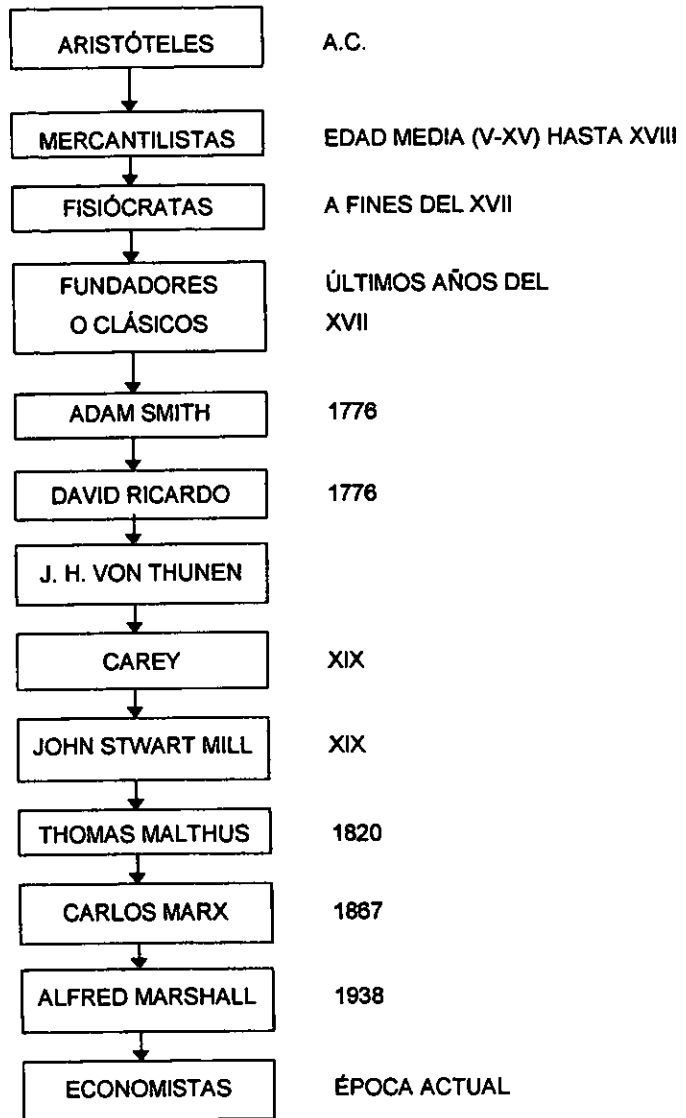 ARISTÓTELES A.C.
MERCANTILISTAS EDAD MEDIA (V-XV) HASTA XVIII
FISIÓCRATAS A FINES DEL XVII
FUNDADORES ÚLTIMOS AÑOS DEL
O CLÁSICOS XVII
ADAM SMITH 1776
DAVID RICARDO 1776
J. H. VON THUNEN
CAREY XIX
JOHN STWART MILL XIX
THOMAS MALTHUS 1820
CARLOS MARX 1867
ALFRED MARSHALL 1938
ECONOMISTAS ÉPOCA ACTUAL